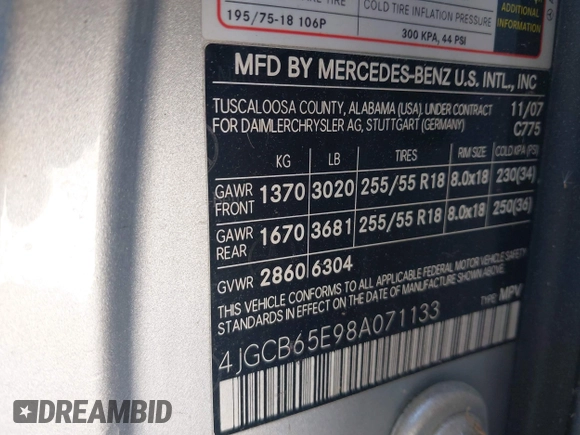 195/75-18 106P
COLD TIRE INFLATION PRESSURE
300 KPA, 44 PSI
ADDITIONAL
INFORMATION
MFD BY MERCEDES-BENZ U.S. INTL., INC
TUSCALOOSA COUNTY, ALABAMA (USA), UNDER CONTRACT 11/07
FOR DAIMLERCHRYSLER AG, STUTTGART (GERMANY) C775
KG LB TIRES RIM SIZE COLD KPA (PSI)
GAWR FRONT 1370 3020 255/55 R18 8.0x18 230(34)
GAWR REAR 1670 3681 255/55 R18 8.0x18 250(36)
GVWR 2860 6304
THIS VEHICLE CONFORMS TO ALL APPLICABLE FEDERAL MOTOR VEHICLE SAFETY
STANDARDS IN EFFECT ON THE DATE OF MANUFACTURE SHOWN ABOVE.
TYPE: MPV
4JGCB65E98A071133
DREAMBID